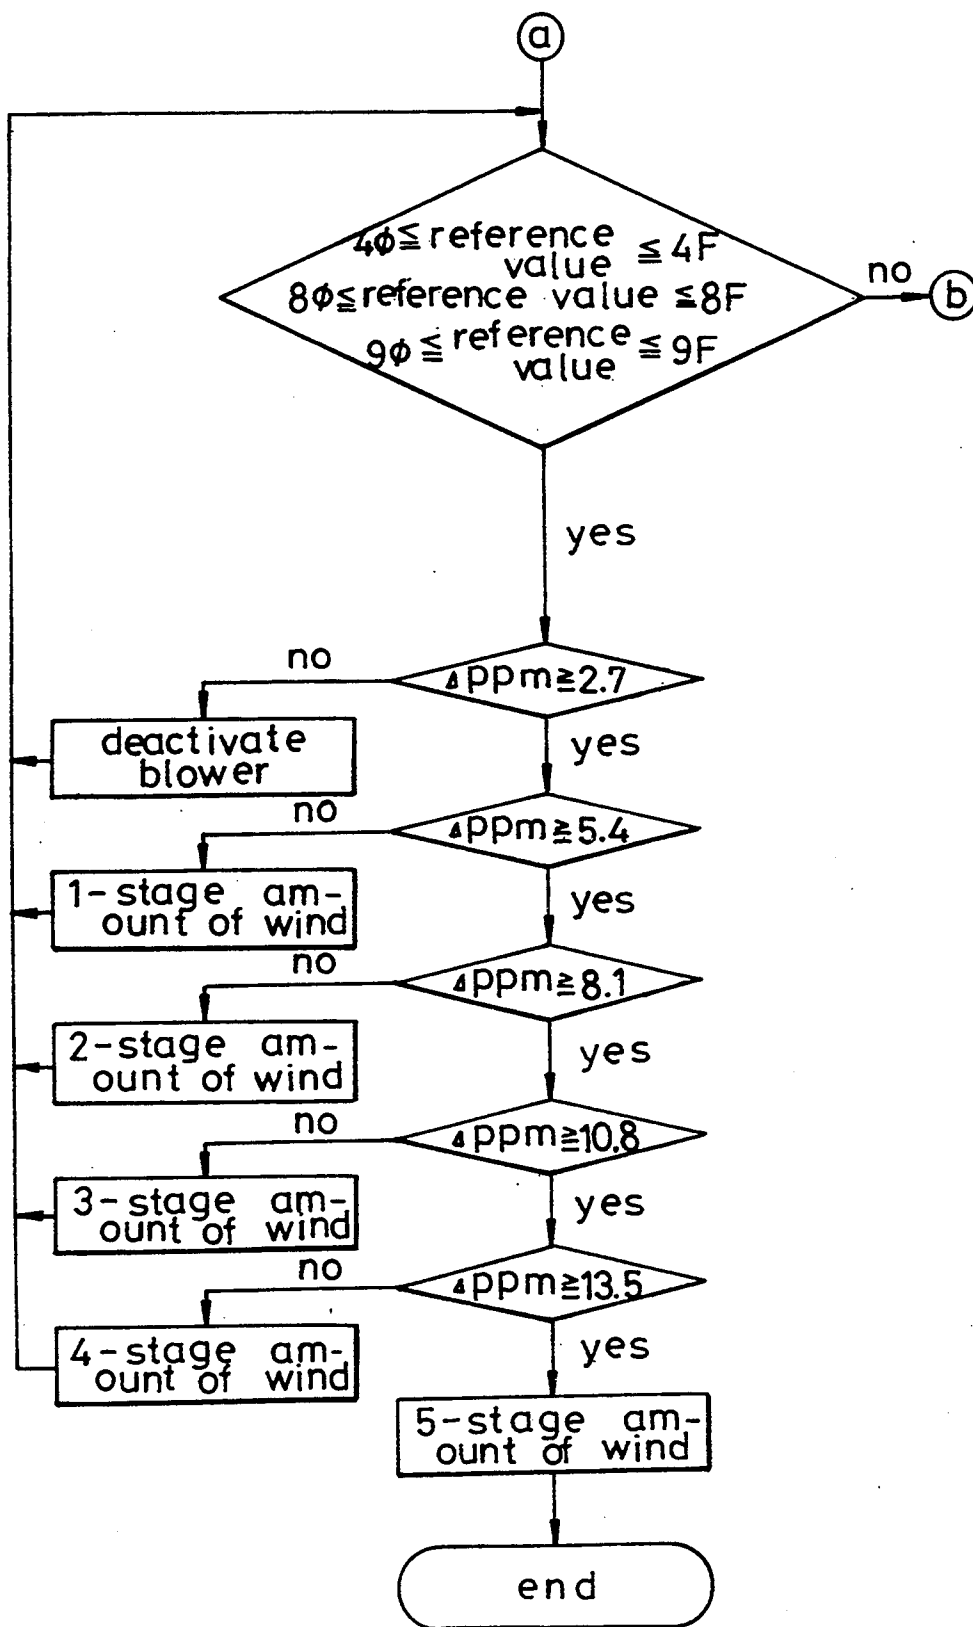 a
4φ≦reference value ≦4F
8φ≦reference value ≦8F
9φ≦reference value ≦9F
no
b
yes
Δppm≧2.7
no
deactivate
blower
yes
Δppm≧5.4
no
1-stage am-
ount of wind
yes
Δppm≧8.1
no
2-stage am-
ount of wind
yes
Δppm≧10.8
no
3-stage am-
ount of wind
yes
Δppm≧13.5
no
4-stage am-
ount of wind
yes
5-stage am-
ount of wind
end